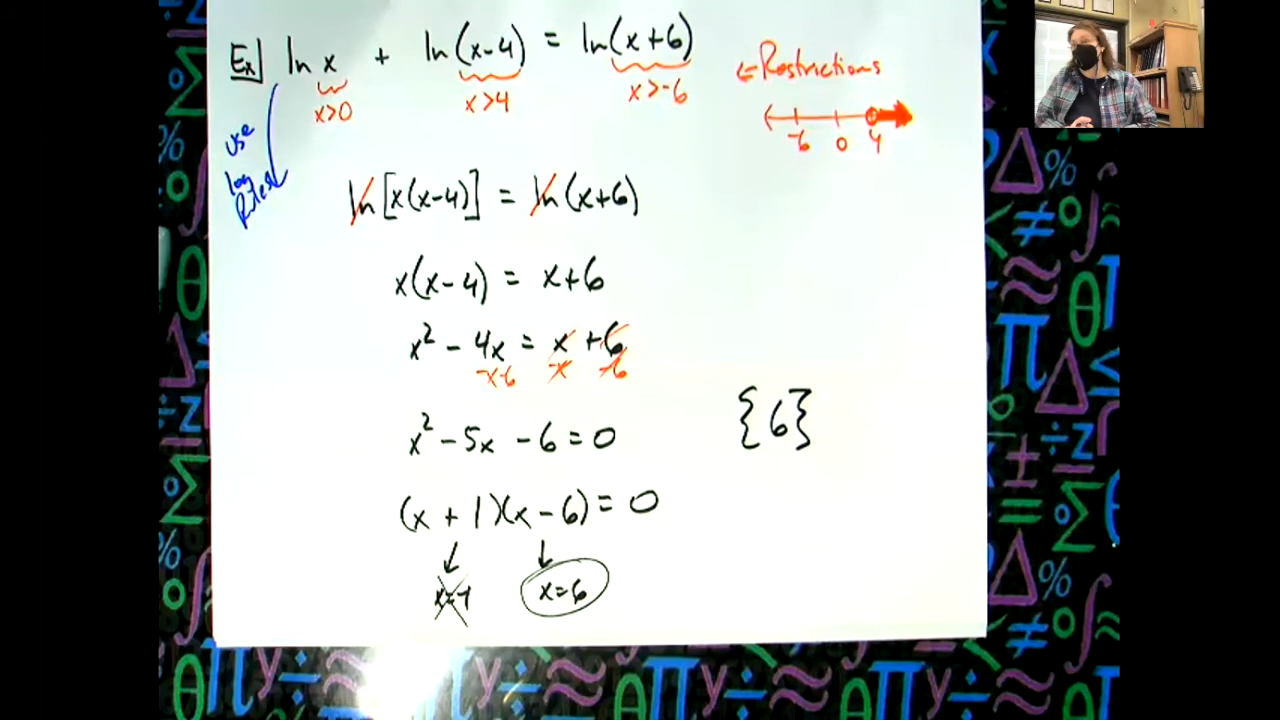 Ex] ln x + ln(x-4) = ln(x+6)
x>0 x>4 x>-6
⇐Restrictions
-6 0 4
use log Rules
ln[x(x-4)] = ln(x+6)
x(x-4) = x+6
x² - 4x = x + 6
-x-6 -x -6
x² - 5x - 6 = 0
{6}
(x + 1)(x - 6) = 0
x=-1 x=6